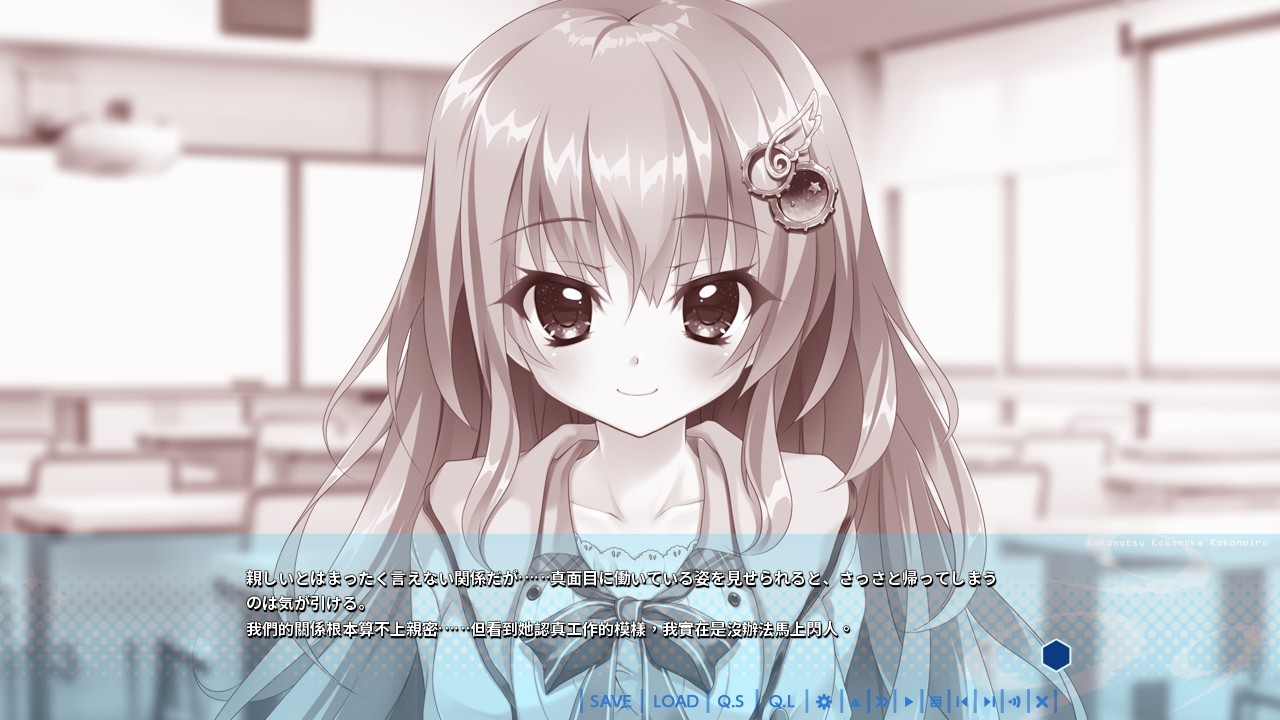 Kokonotsu Kokonoka Kokonoiro
親しいとはまったく言えない関係だが……真面目に働いている姿を見せられると、さっさと帰ってしまう
のは気が引ける。
我們的關係根本算不上親密……但看到她認真工作的模樣，我實在是沒辦法馬上閃人。
SAVE LOAD Q.S Q.L